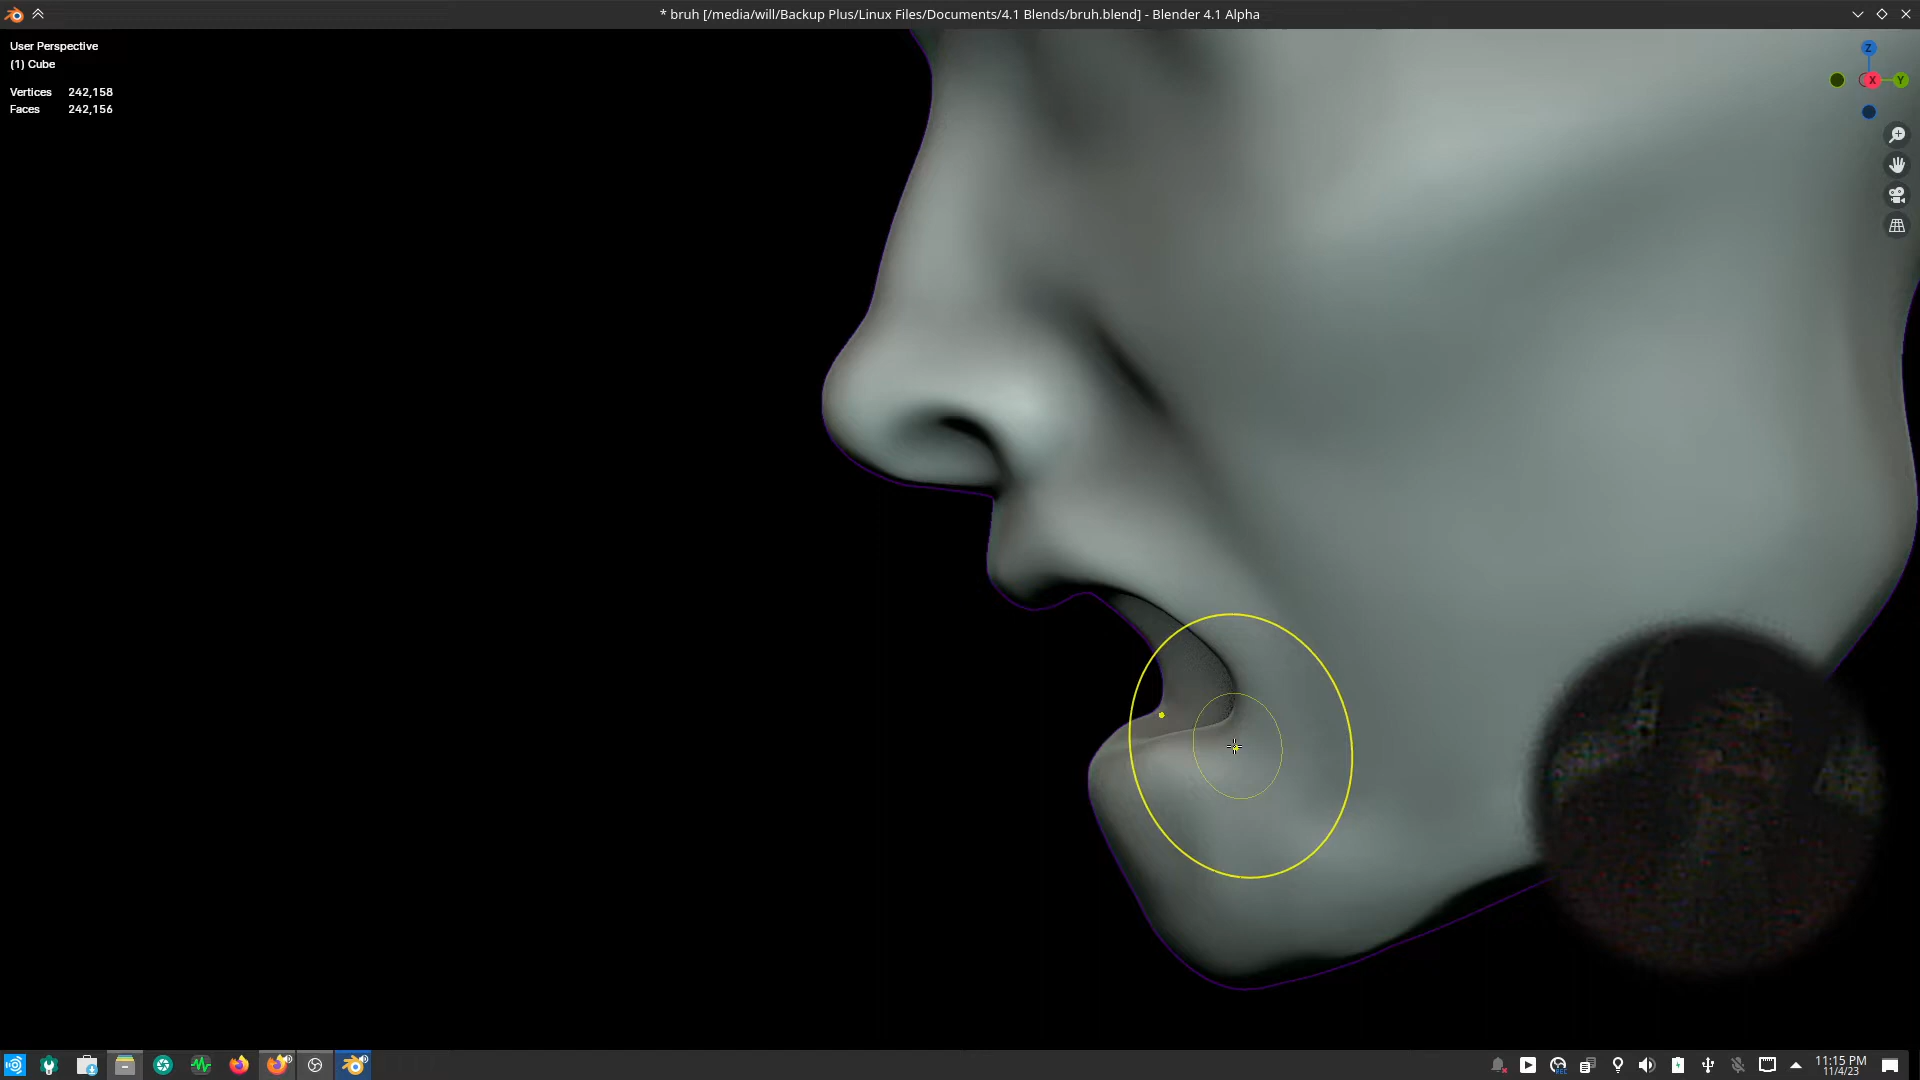 * bruh [/media/will/Backup Plus/Linux Files/Documents/4.1 Blends/bruh.blend] - Blender 4.1 Alpha
User Perspective
(1) Cube
Vertices 242,158
Faces 242,156
Z
X
Y
REC
11:15 PM
11/4/23